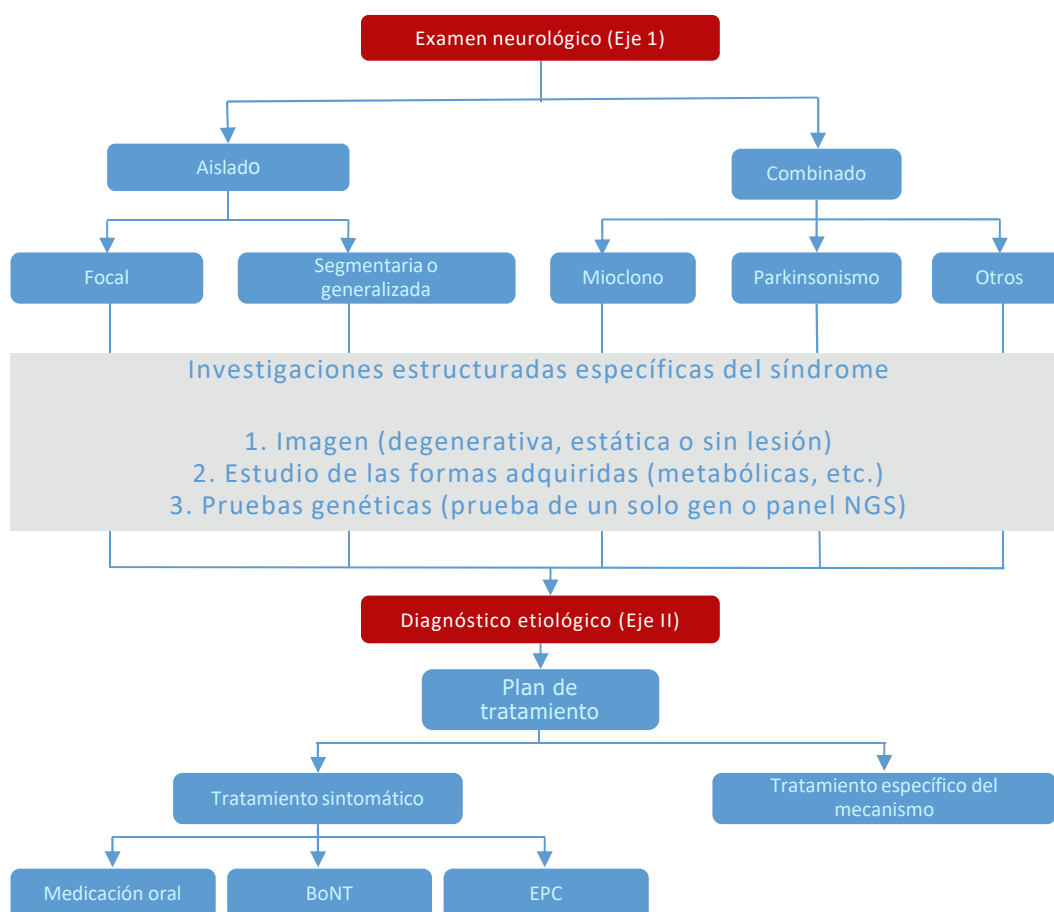 Examen neurológico (Eje 1)
Aislado
Combinado
Focal
Segmentaria o
generalizada
Mioclono
Parkinsonismo
Otros
Investigaciones estructuradas específicas del síndrome
1. Imagen (degenerativa, estática o sin lesión)
2. Estudio de las formas adquiridas (metabólicas, etc.)
3. Pruebas genéticas (prueba de un solo gen o panel NGS)
Diagnóstico etiológico (Eje II)
Plan de
tratamiento
Tratamiento sintomático
Tratamiento específico del
mecanismo
Medicación oral
BoNT
EPC